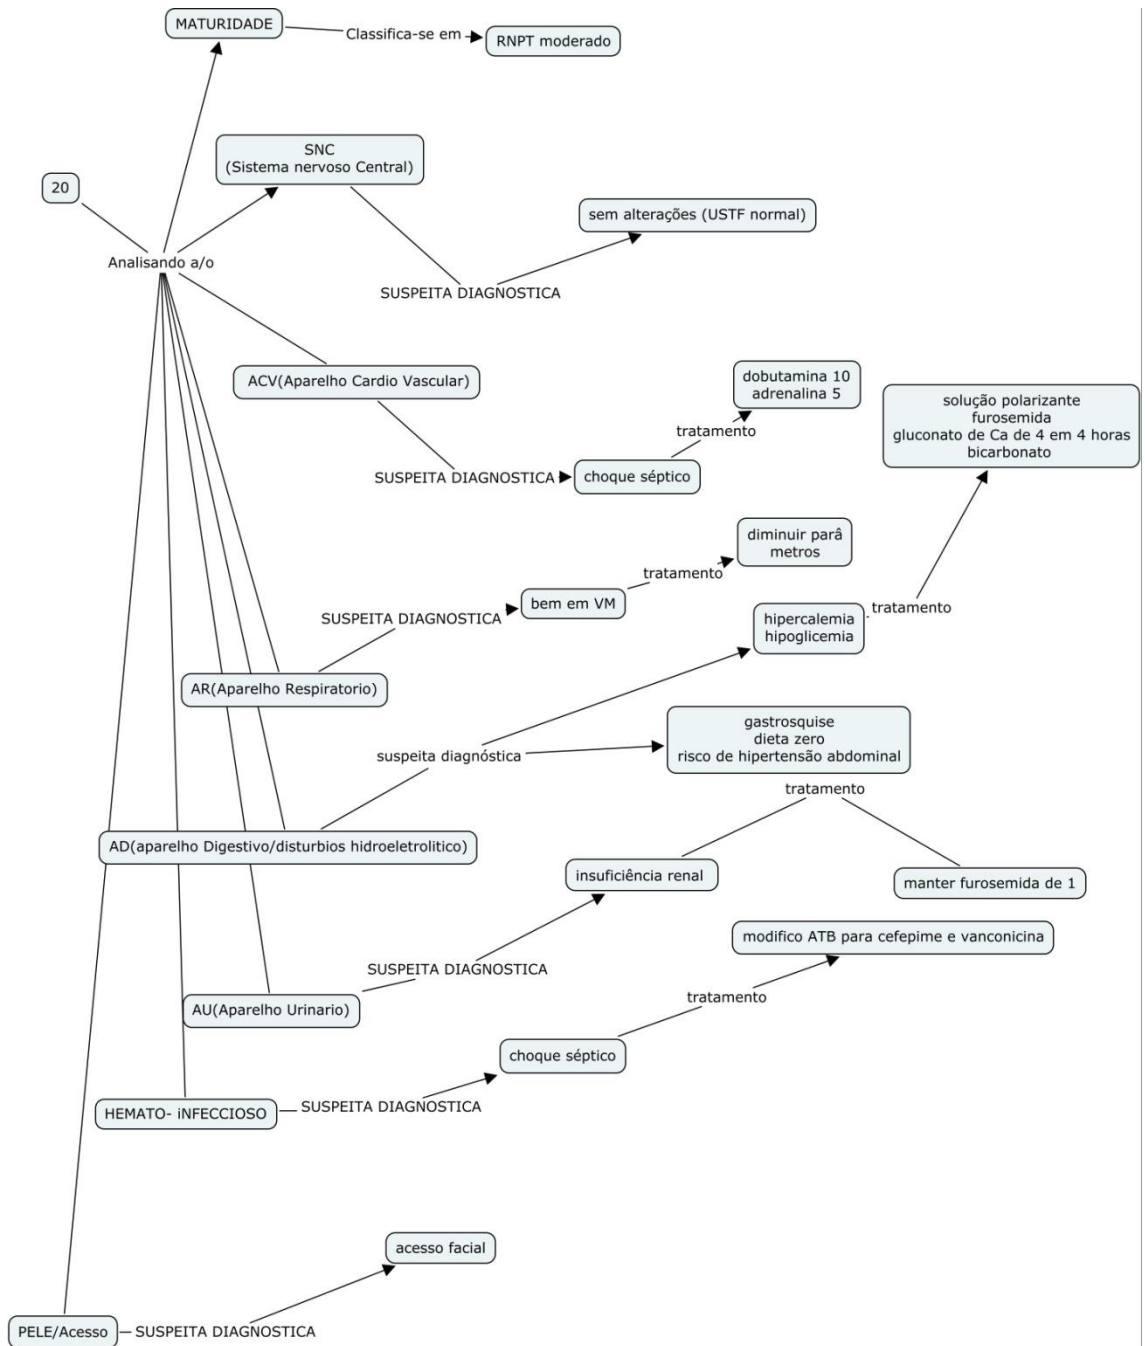 MATURIDADE
Classifica-se em
RNPT moderado
SNC
(Sistema nervoso Central)
20
sem alterações (USTF normal)
Analisando a/o
SUSPEITA DIAGNOSTICA
ACV(Aparelho Cardio Vascular)
dobutamina 10
adrenalina 5
solução polarizante
furosemida
gluconato de Ca de 4 em 4 horas
bicarbonato
tratamento
SUSPEITA DIAGNOSTICA
choque séptico
diminuir parâ
metros
tratamento
bem em VM
SUSPEITA DIAGNOSTICA
hipercalemia
hipoglicemia
tratamento
AR(Aparelho Respiratorio)
gastrosquise
dieta zero
risco de hipertensão abdominal
suspeita diagnóstica
tratamento
AD(aparelho Digestivo/disturbios hidroeletrolitico)
insuficiência renal
manter furosemida de 1
modifico ATB para cefepime e vanconicina
SUSPEITA DIAGNOSTICA
AU(Aparelho Urinario)
tratamento
choque séptico
HEMATO- iNFECCIOSO
SUSPEITA DIAGNOSTICA
acesso facial
PELE/Acesso
SUSPEITA DIAGNOSTICA